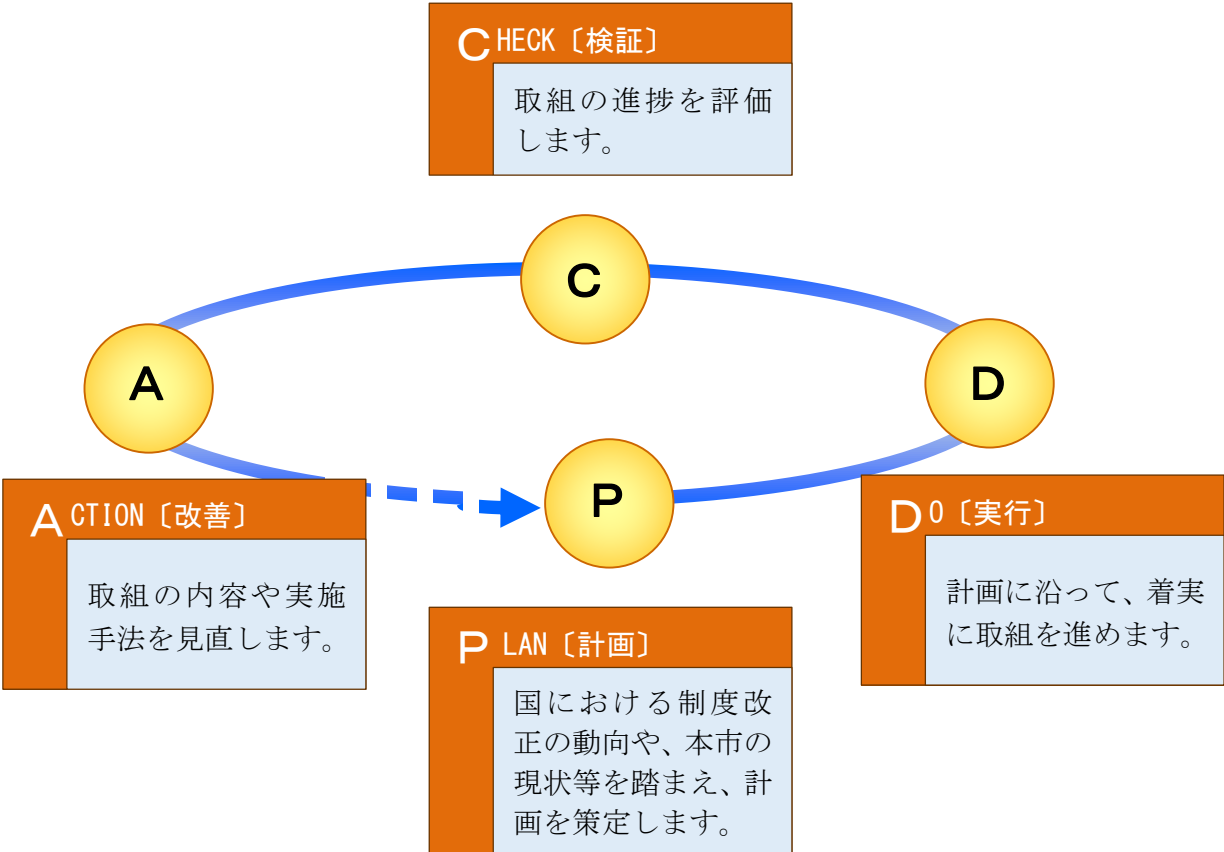 CHECK〔検証〕
取組の進捗を評価
します。
C
A
D
P
ACTION〔改善〕
取組の内容や実施
手法を見直します。
DO〔実行〕
計画に沿って、着実
に取組を進めます。
PLAN〔計画〕
国における制度改
正の動向や、本市の
現状等を踏まえ、計
画を策定します。